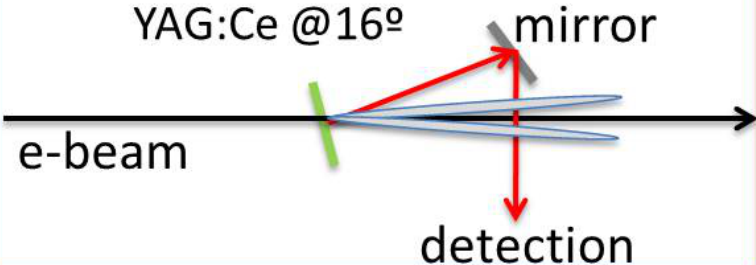 YAG:Ce @16º
mirror
e-beam
detection